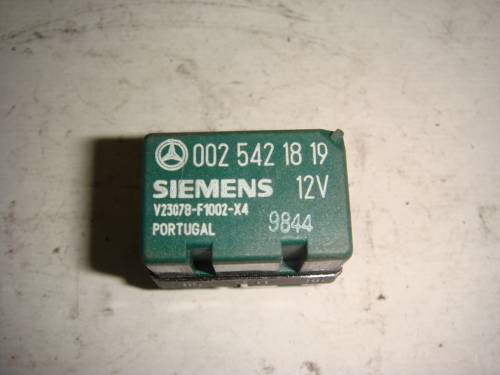 002 542 18 19
SIEMENS 12V
V23078-F1002-X4
PORTUGAL 9844